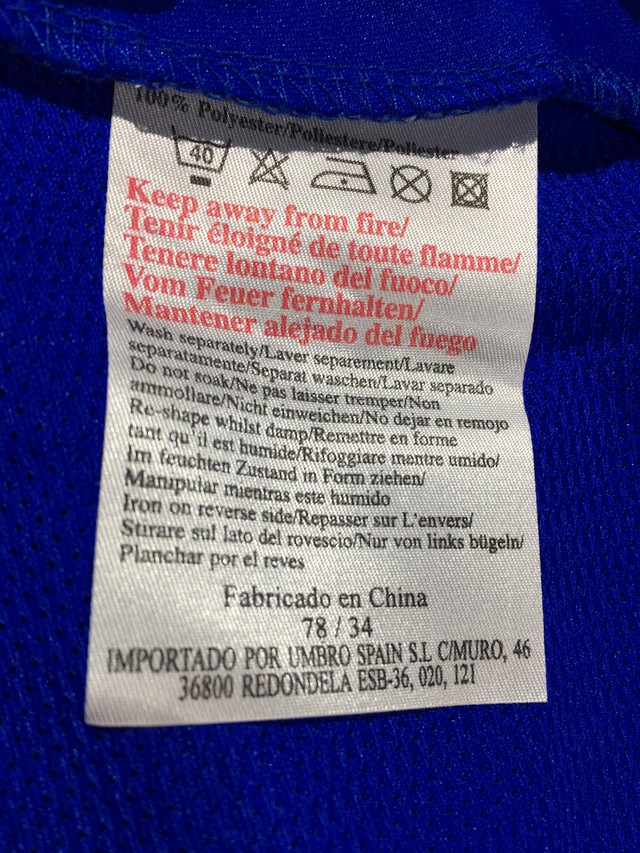 100% Polyester/Poliestere/Poliester
40
Keep away from fire/
Tenir éloigné de toute flamme/
Tenere lontano del fuoco/
Vom Feuer fernhalten/
Mantener alejado del fuego
Wash separately/Laver separement/Lavare
separatamente/Separat waschen/Lavar separado
Do not soak/Ne pas laisser tremper/Non
ammollare/Nicht einweichen/No dejar en remojo
Re-shape whilst damp/Remettre en forme
tant qu'il est humide/Rifoggiare mentre umido/
Im feuchten Zustand in Form ziehen/
Manipular mientras este humido
Iron on reverse side/Repasser sur L'envers/
Stirare sul lato del rovescio/Nur von links bügeln/
Planchar por el reves
Fabricado en China
78 / 34
IMPORTADO POR UMBRO SPAIN S.L C/MURO, 46
36800 REDONDELA ESB-36, 020, 121